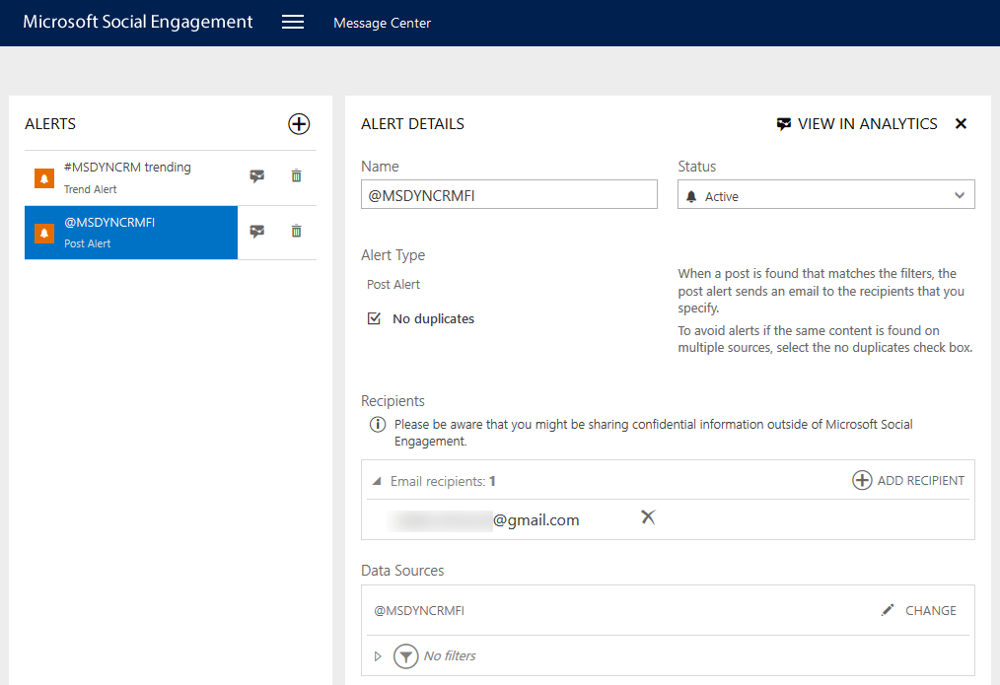 Microsoft Social Engagement
Message Center
ALERTS
#MSDYNCRM trending
Trend Alert
@MSDYNCRMFI
Post Alert
ALERT DETAILS
VIEW IN ANALYTICS
Name
Status
@MSDYNCRMFI
Active
Alert Type
Post Alert
No duplicates
When a post is found that matches the filters, the
post alert sends an email to the recipients that you
specify.
To avoid alerts if the same content is found on
multiple sources, select the no duplicates check box.
Recipients
Please be aware that you might be sharing confidential information outside of Microsoft Social
Engagement.
Email recipients: 1
ADD RECIPIENT
@gmail.com
Data Sources
@MSDYNCRMFI
CHANGE
No filters